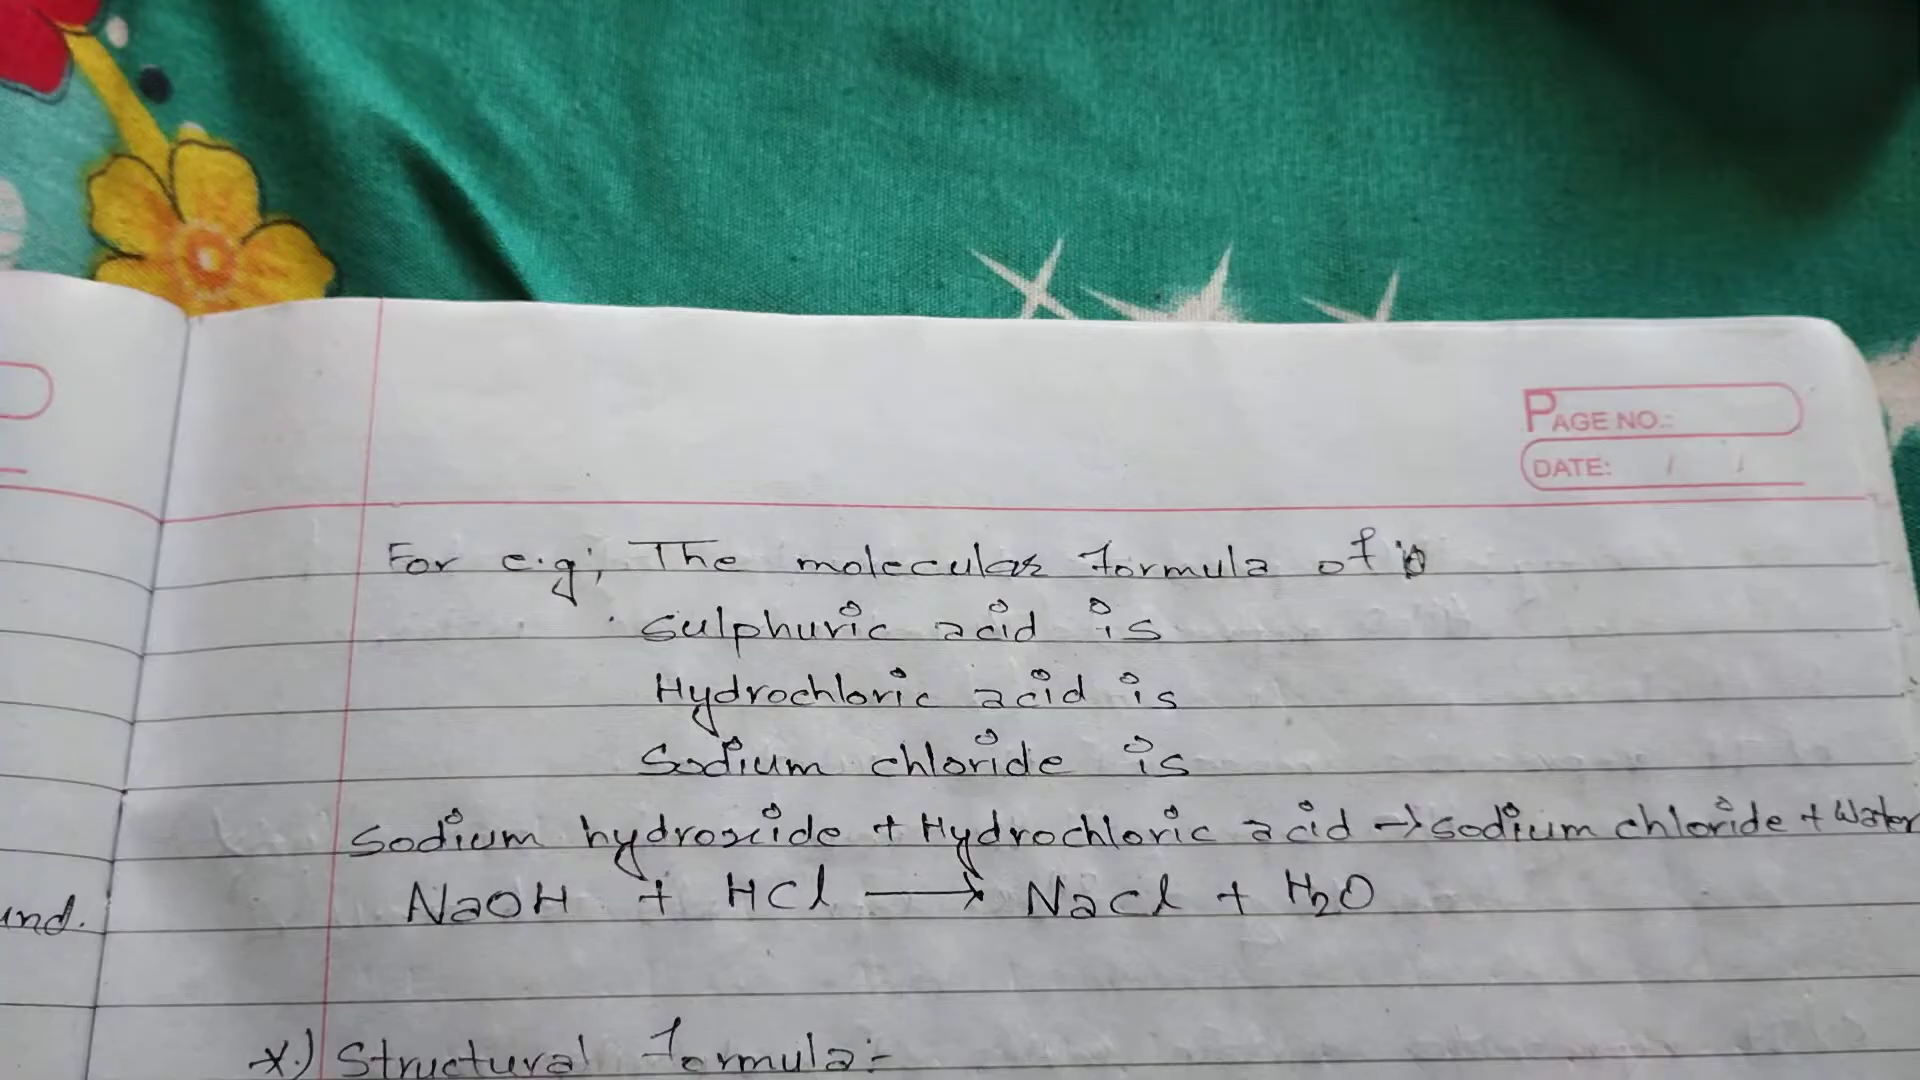 PAGE NO.:
DATE: / /
For e.g; The molecular formula of
Sulphuric acid is
Hydrochloric acid is
Sodium chloride is
Sodium hydroxide + Hydrochloric acid → sodium chloride + Water
NaOH + HCl → NaCl + H₂O
und.
*.) Structural formula:-